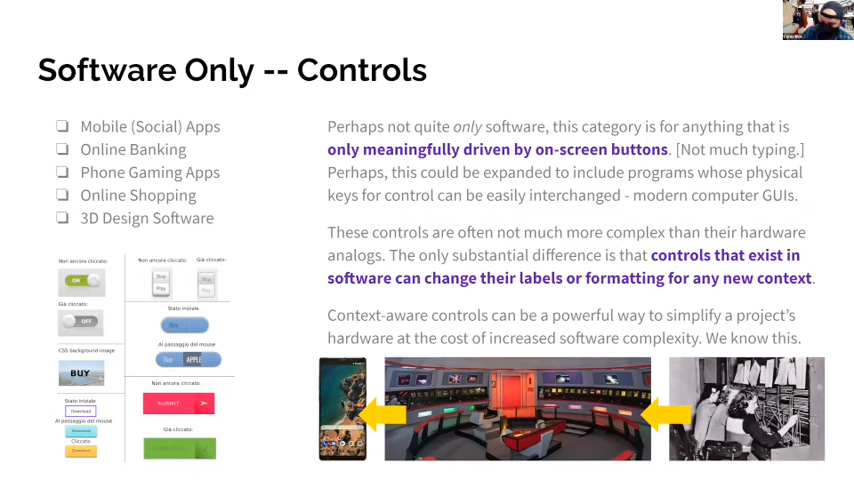 Software Only -- Controls
Mobile (Social) Apps
Online Banking
Phone Gaming Apps
Online Shopping
3D Design Software
Perhaps not quite only software, this category is for anything that is
only meaningfully driven by on-screen buttons. [Not much typing.]
Perhaps, this could be expanded to include programs whose physical
keys for control can be easily interchanged - modern computer GUIs.
These controls are often not much more complex than their hardware
analogs. The only substantial difference is that controls that exist in
software can change their labels or formatting for any new context.
Context-aware controls can be a powerful way to simplify a project's
hardware at the cost of increased software complexity. We know this.
Non ancora cliccato:
ON
Già cliccato:
OFF
CSS background-image
BUY
Stato iniziale
Download
Al passaggio del mouse
Download
Cliccato
Download
Non ancora cliccato:
Già cliccato:
Stop
Play
Stop
Play
Stato iniziale
Buy
Al passaggio del mouse
Buy
APPLE
Non ancora cliccato:
SUBMIT
Già cliccato: